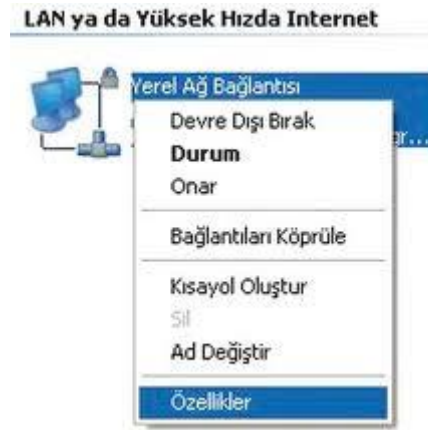 LAN ya da Yüksek Hızda Internet
Yerel Ağ Bağlantısı
Devre Dışı Bırak
Durum
Onar
Bağlantıları Köprüle
Kısayol Oluştur
Sil
Ad Değiştir
Özellikler